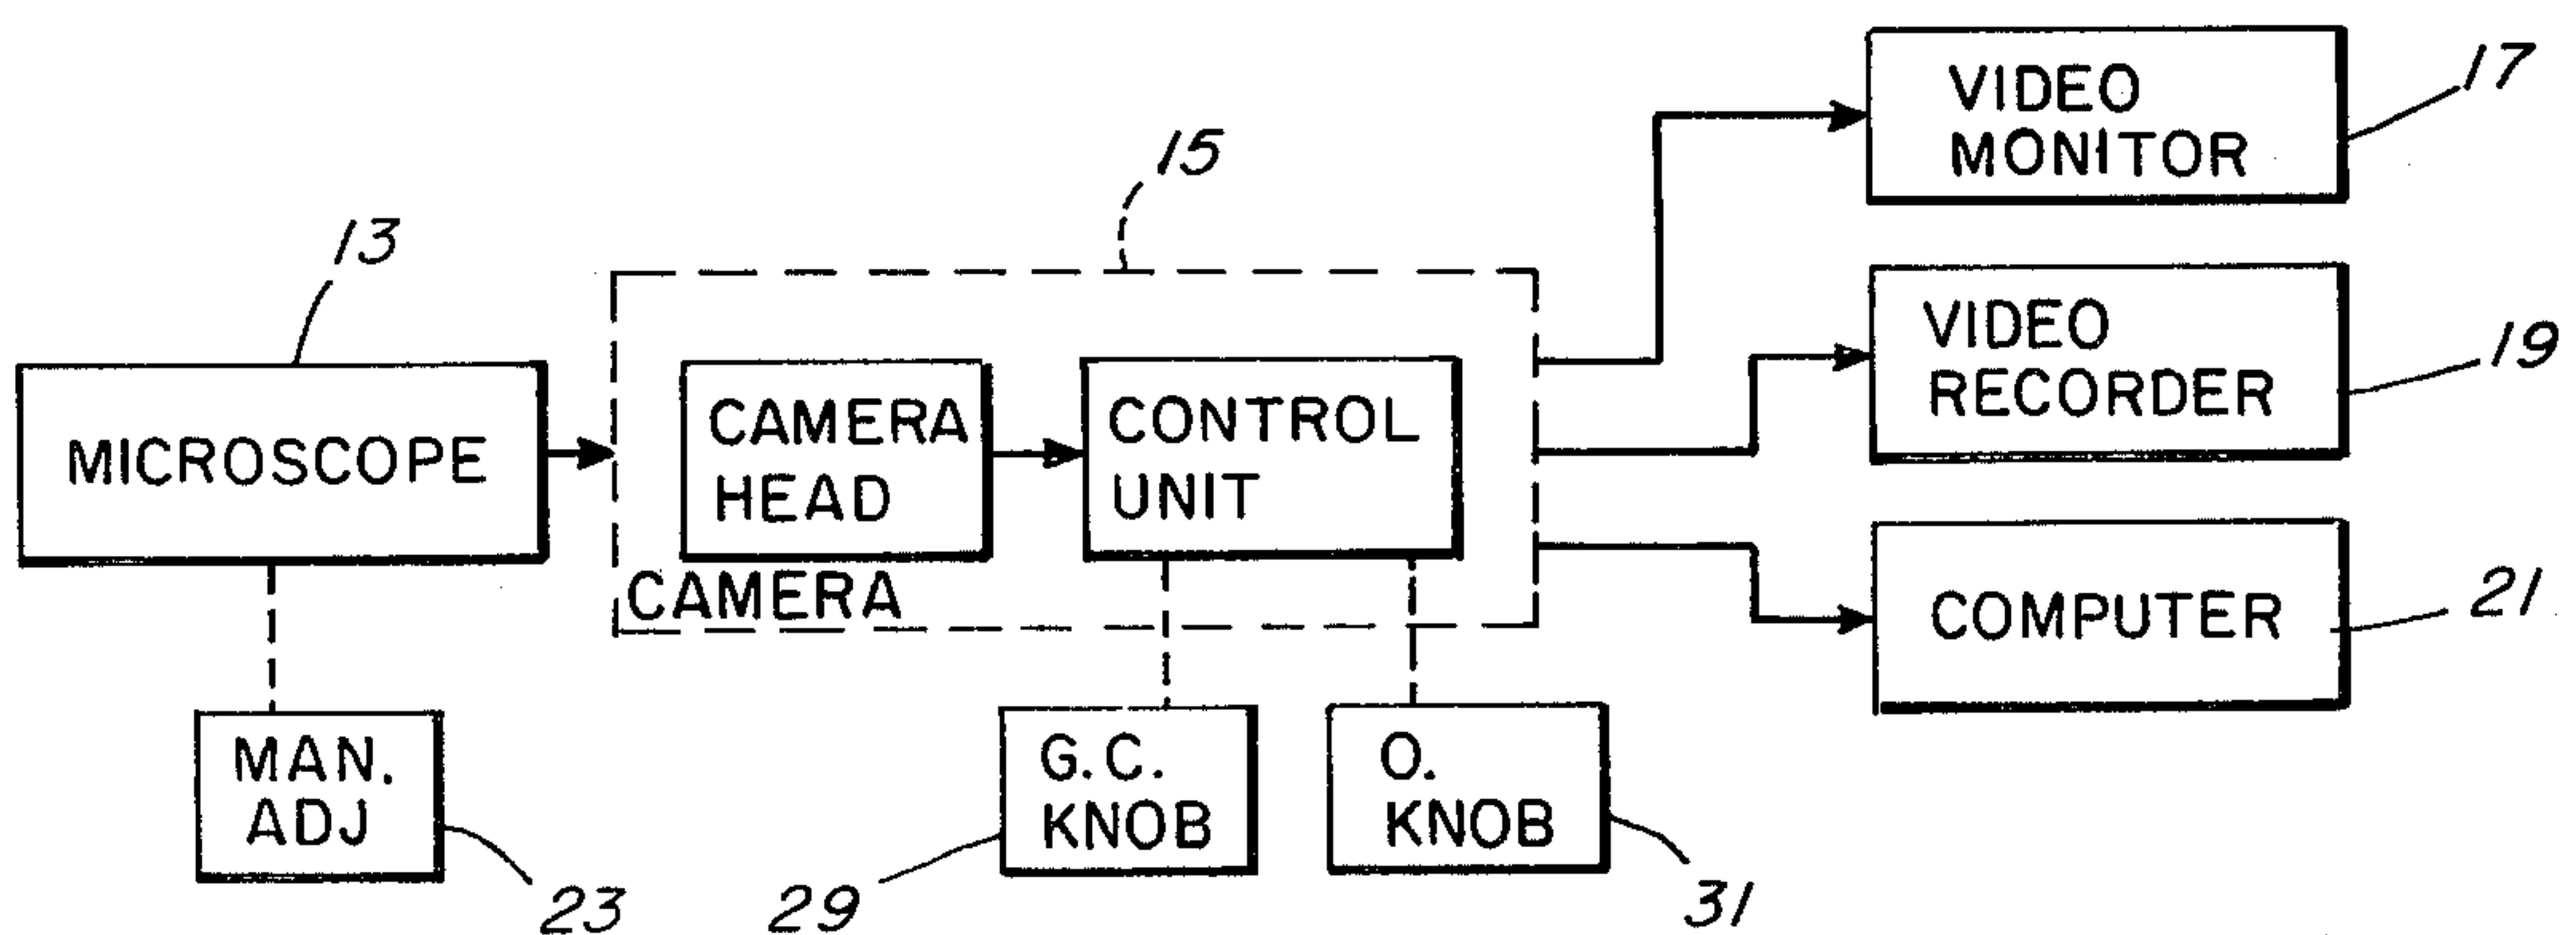 17
VIDEO
MONITOR
15
13
19
VIDEO
RECORDER
CAMERA
HEAD
CONTROL
UNIT
MICROSCOPE
CAMERA
21
COMPUTER
MAN.
ADJ
G.C.
KNOB
O.
KNOB
23
29
31